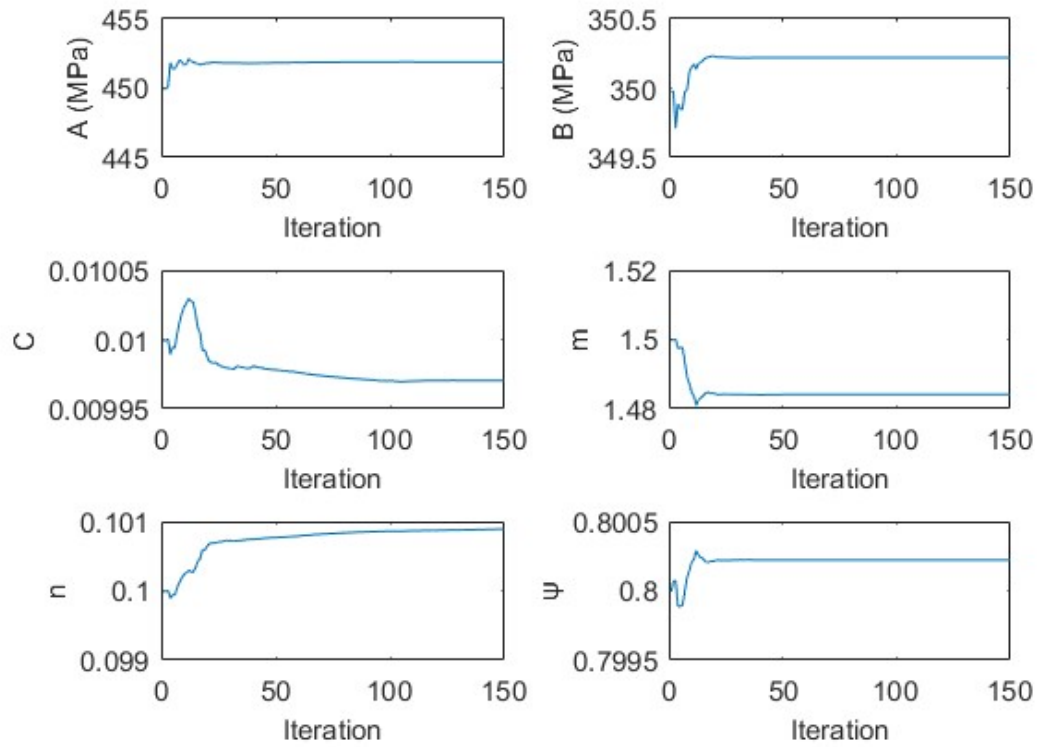 455
450
445
A (MPa)
0 50 100 150
Iteration
350.5
350
349.5
B (MPa)
0 50 100 150
Iteration
0.01005
0.01
0.00995
C
0 50 100 150
Iteration
1.52
1.5
1.48
m
0 50 100 150
Iteration
0.101
0.1
0.099
n
0 50 100 150
Iteration
0.8005
0.8
0.7995
ψ
0 50 100 150
Iteration